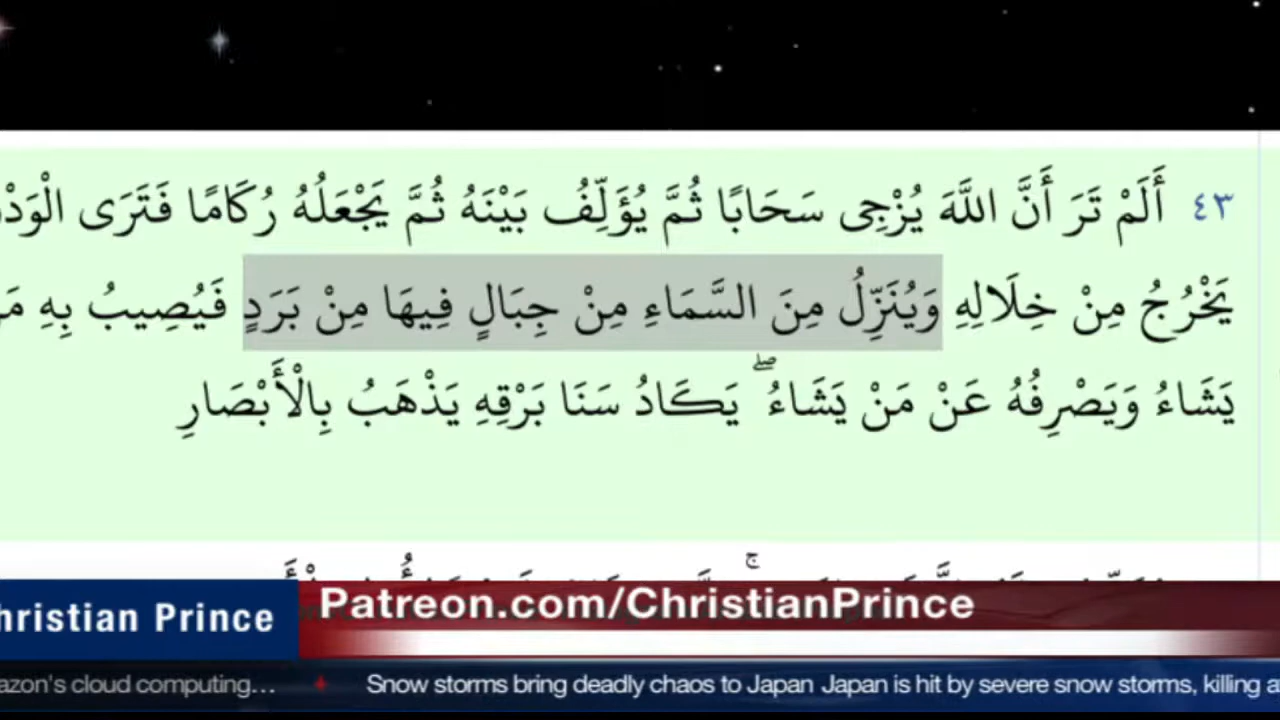 ٤٣ أَلَمْ تَرَ أَنَّ اللَّهَ يُزْجِى سَحَابًا ثُمَّ يُؤَلِّفُ بَيْنَهُ ثُمَّ يَجْعَلُهُ رُكَامًا فَتَرَى
يَخْرُجُ مِنْ خِلَالِهِ وَيُنَزِّلُ مِنَ السَّمَاءِ مِنْ جِبَالٍ فِيهَا مِنْ بَرَدٍ فَيُصِيبُ بِهِ
يَشَاءُ وَيَصْرِفُهُ عَنْ مَنْ يَشَاءُ ۖ يَكَادُ سَنَا بَرْقِهِ يَذْهَبُ بِالْأَبْصَارِ
Patreon.com/ChristianPrince
hristian Prince
azon's cloud computing... Snow storms bring deadly chaos to Japan Japan is hit by severe snow storms, killing